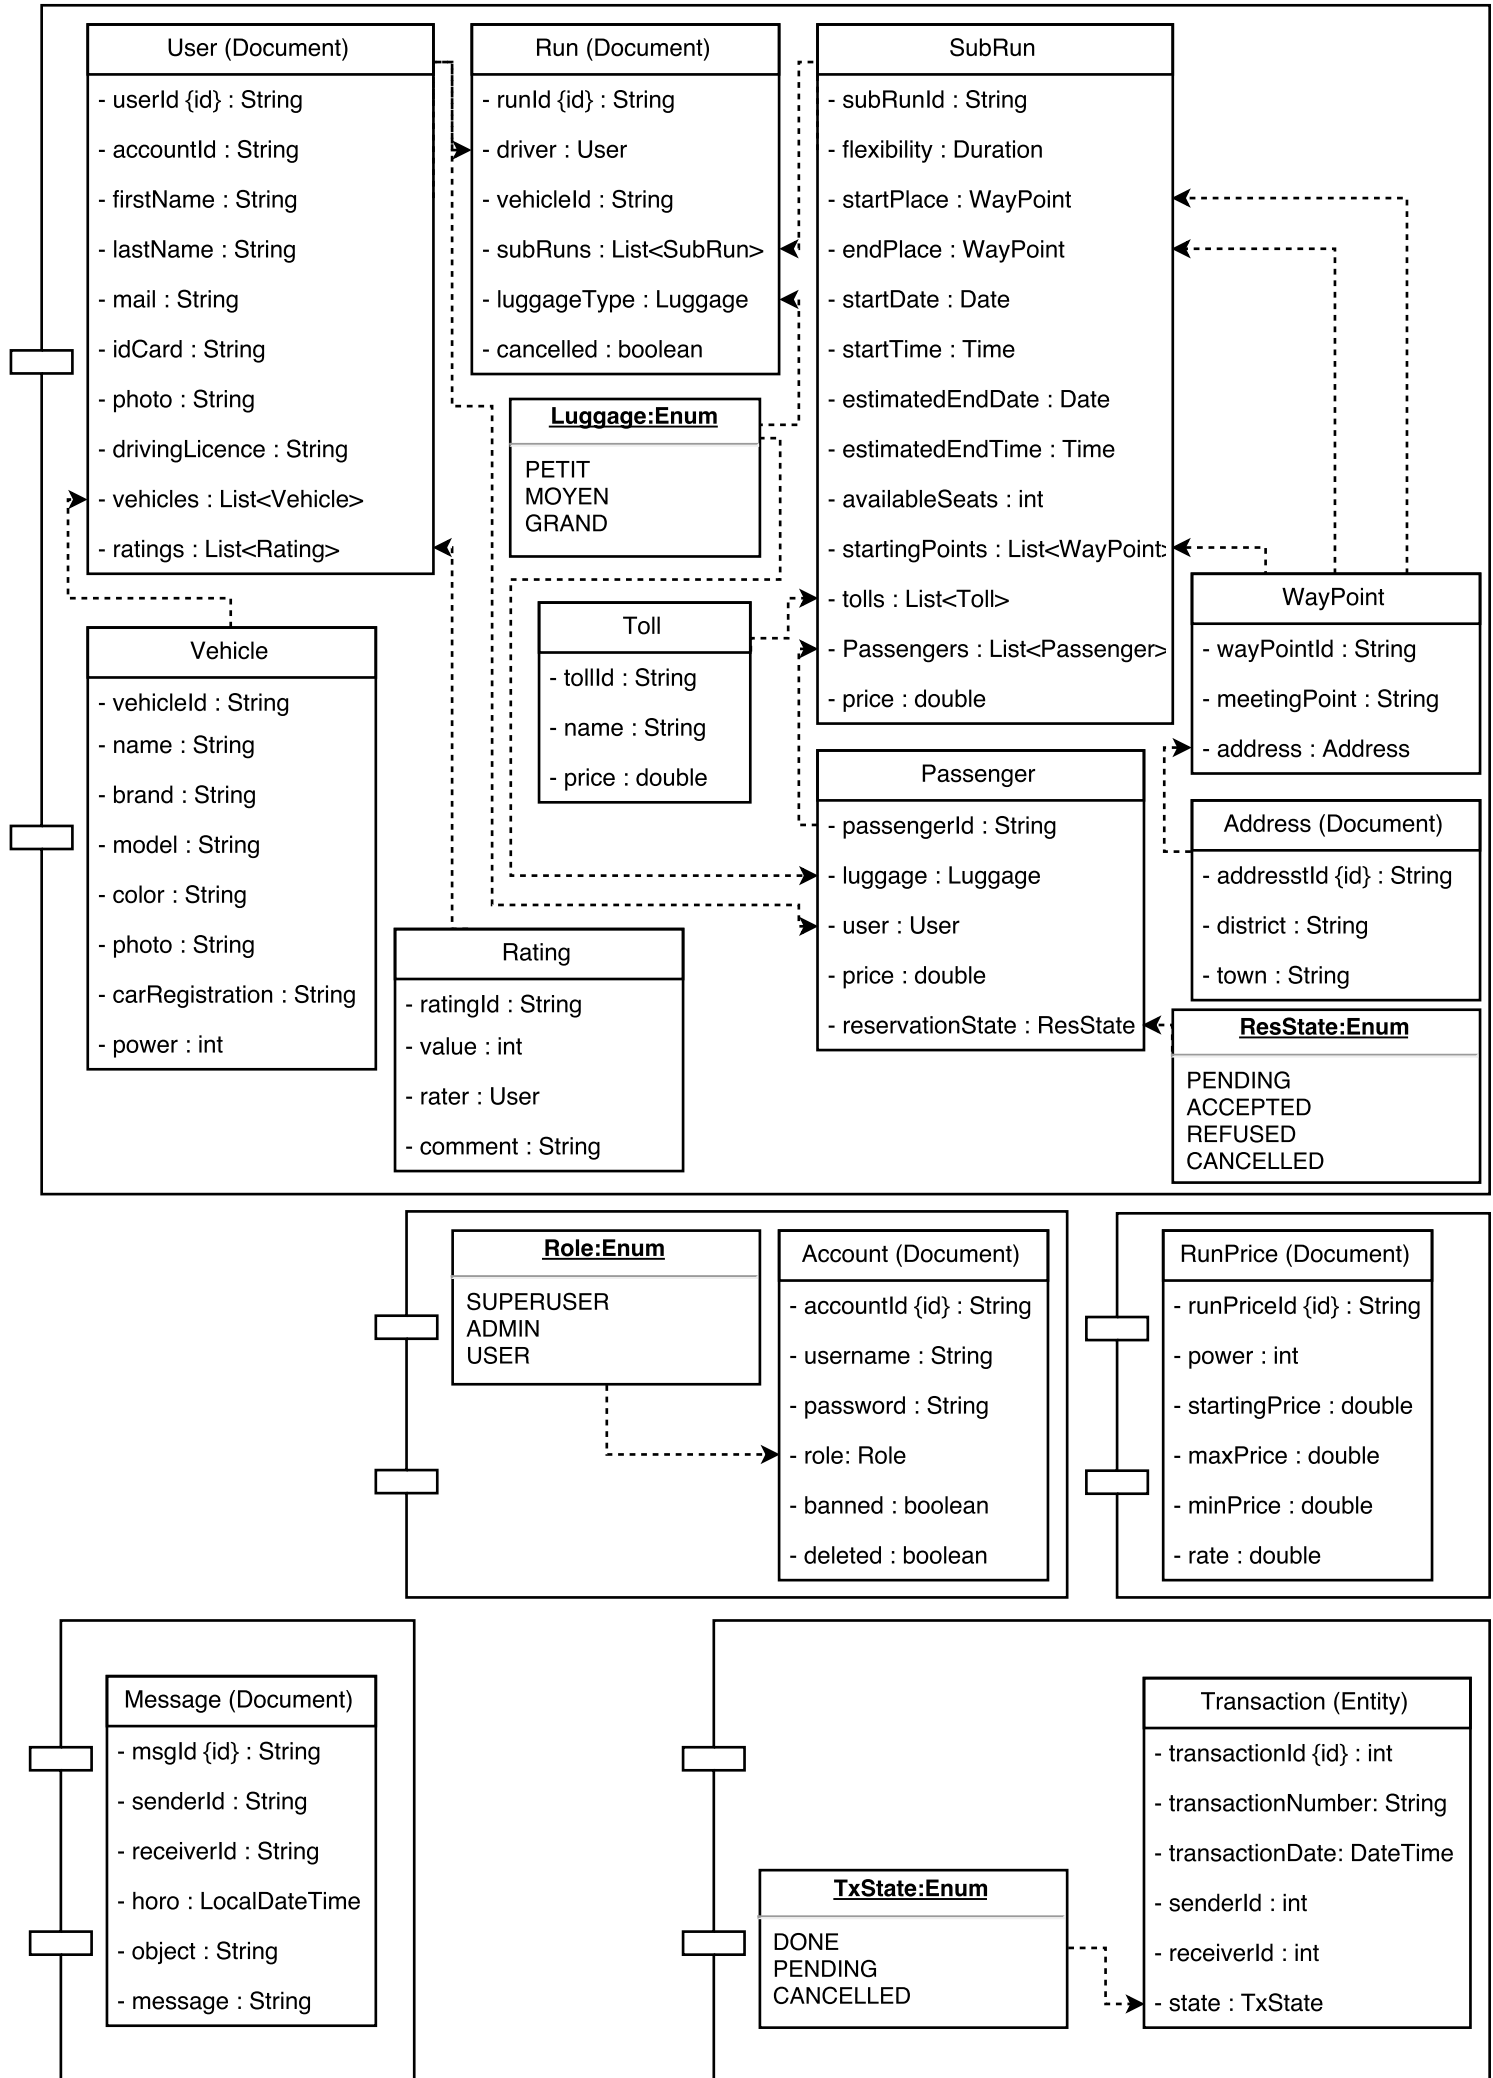 User (Document)
- userId {id} : String
- accountId : String
- firstName : String
- lastName : String
- mail : String
- idCard : String
- photo : String
- drivingLicence : String
- vehicles : List<Vehicle>
- ratings : List<Rating>
Run (Document)
- runId {id} : String
- driver : User
- vehicleId : String
- subRuns : List<SubRun>
- luggageType : Luggage
- cancelled : boolean
SubRun
- subRunId : String
- flexibility : Duration
- startPlace : WayPoint
- endPlace : WayPoint
- startDate : Date
- startTime : Time
- estimatedEndDate : Date
- estimatedEndTime : Time
- availableSeats : int
- startingPoints : List<WayPoint>
- tolls : List<Toll>
- Passengers : List<Passenger>
- price : double
Luggage:Enum
PETIT
MOYEN
GRAND
Toll
- tollId : String
- name : String
- price : double
WayPoint
- wayPointId : String
- meetingPoint : String
- address : Address
Vehicle
- vehicleId : String
- name : String
- brand : String
- model : String
- color : String
- photo : String
- carRegistration : String
- power : int
Passenger
- passengerId : String
- luggage : Luggage
- user : User
- price : double
- reservationState : ResState
Address (Document)
- addresstId {id} : String
- district : String
- town : String
Rating
- ratingId : String
- value : int
- rater : User
- comment : String
ResState:Enum
PENDING
ACCEPTED
REFUSED
CANCELLED
Role:Enum
SUPERUSER
ADMIN
USER
Account (Document)
- accountId {id} : String
- username : String
- password : String
- role: Role
- banned : boolean
- deleted : boolean
RunPrice (Document)
- runPriceId {id} : String
- power : int
- startingPrice : double
- maxPrice : double
- minPrice : double
- rate : double
Message (Document)
- msgId {id} : String
- senderId : String
- receiverId : String
- horo : LocalDateTime
- object : String
- message : String
TxState:Enum
DONE
PENDING
CANCELLED
Transaction (Entity)
- transactionId {id} : int
- transactionNumber: String
- transactionDate: DateTime
- senderId : int
- receiverId : int
- state : TxState